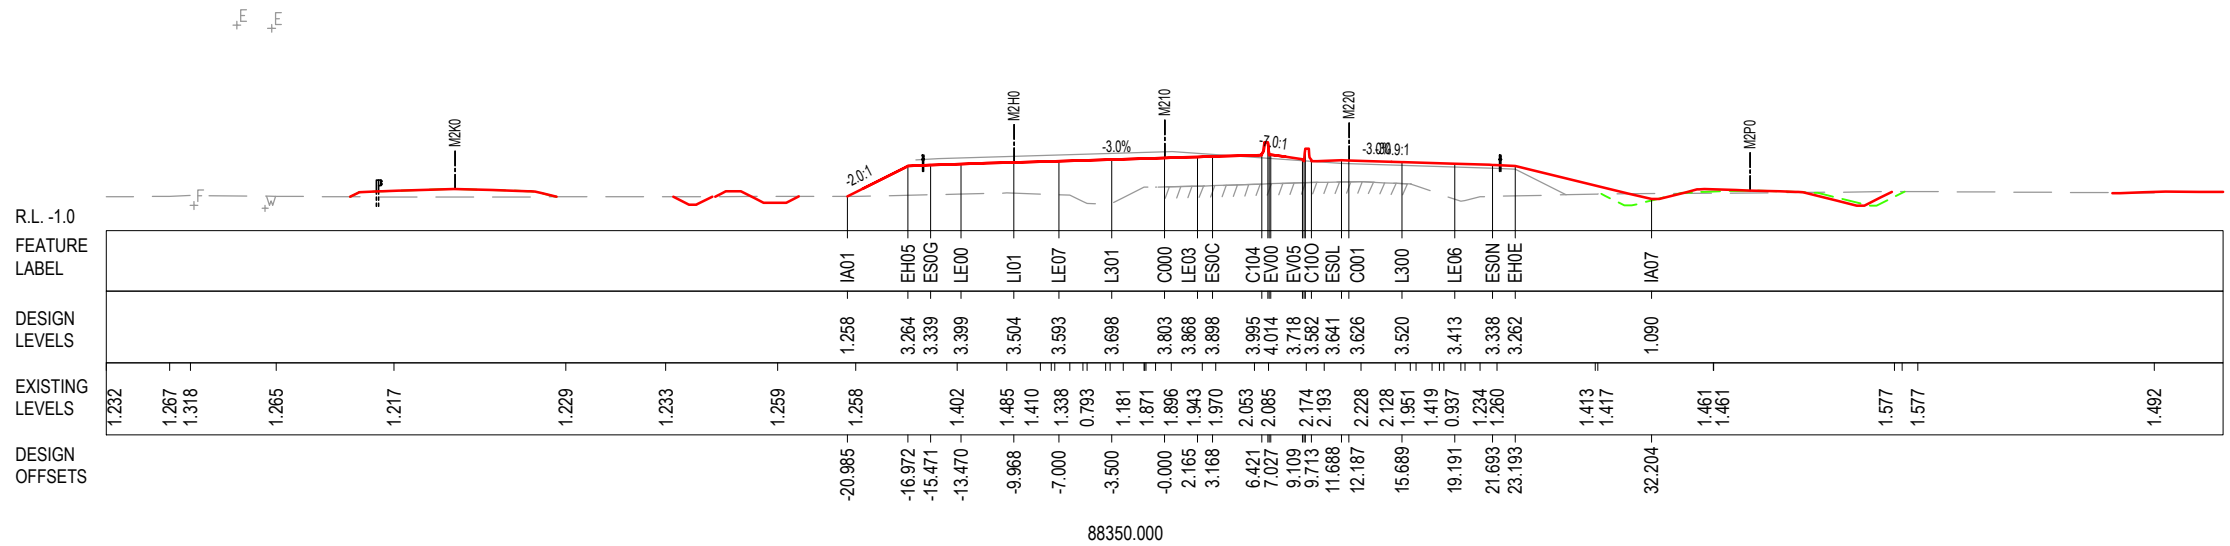 E E
M2K0 M2H0 M210 M220 M2P0
-2.0:1 -3.0% -7.0:1
F W
R.L. -1.0
FEATURE
LABEL
IA01 EH05 ES0G LE00 LI01 LE07 L301 C000 LE03 ES0C C104 EV00 EV05 C10O ES0L C001 L300 LE06 ES0N EH0E IA07
DESIGN
LEVELS
1.258 3.264 3.339 3.399 3.504 3.593 3.698 3.803 3.868 3.898 3.995 4.014 3.718 3.582 3.641 3.626 3.520 3.413 3.338 3.262 1.090
EXISTING
LEVELS
1.232 1.267 1.318 1.265 1.217 1.229 1.233 1.259 1.258 1.402 1.485 1.410 1.338 0.793 1.181 1.871 1.896 1.943 1.970 2.053 2.085 2.174 2.193 2.228 2.128 1.951 1.419 0.937 1.234 1.260 1.413 1.417 1.461 1.461 1.577 1.577 1.492
DESIGN
OFFSETS
-20.985 -16.972 -15.471 -13.470 -9.968 -7.000 -3.500 -0.000 2.165 3.168 6.421 7.027 9.109 9.713 11.688 12.187 15.689 19.191 21.693 23.193 32.204
88350.000